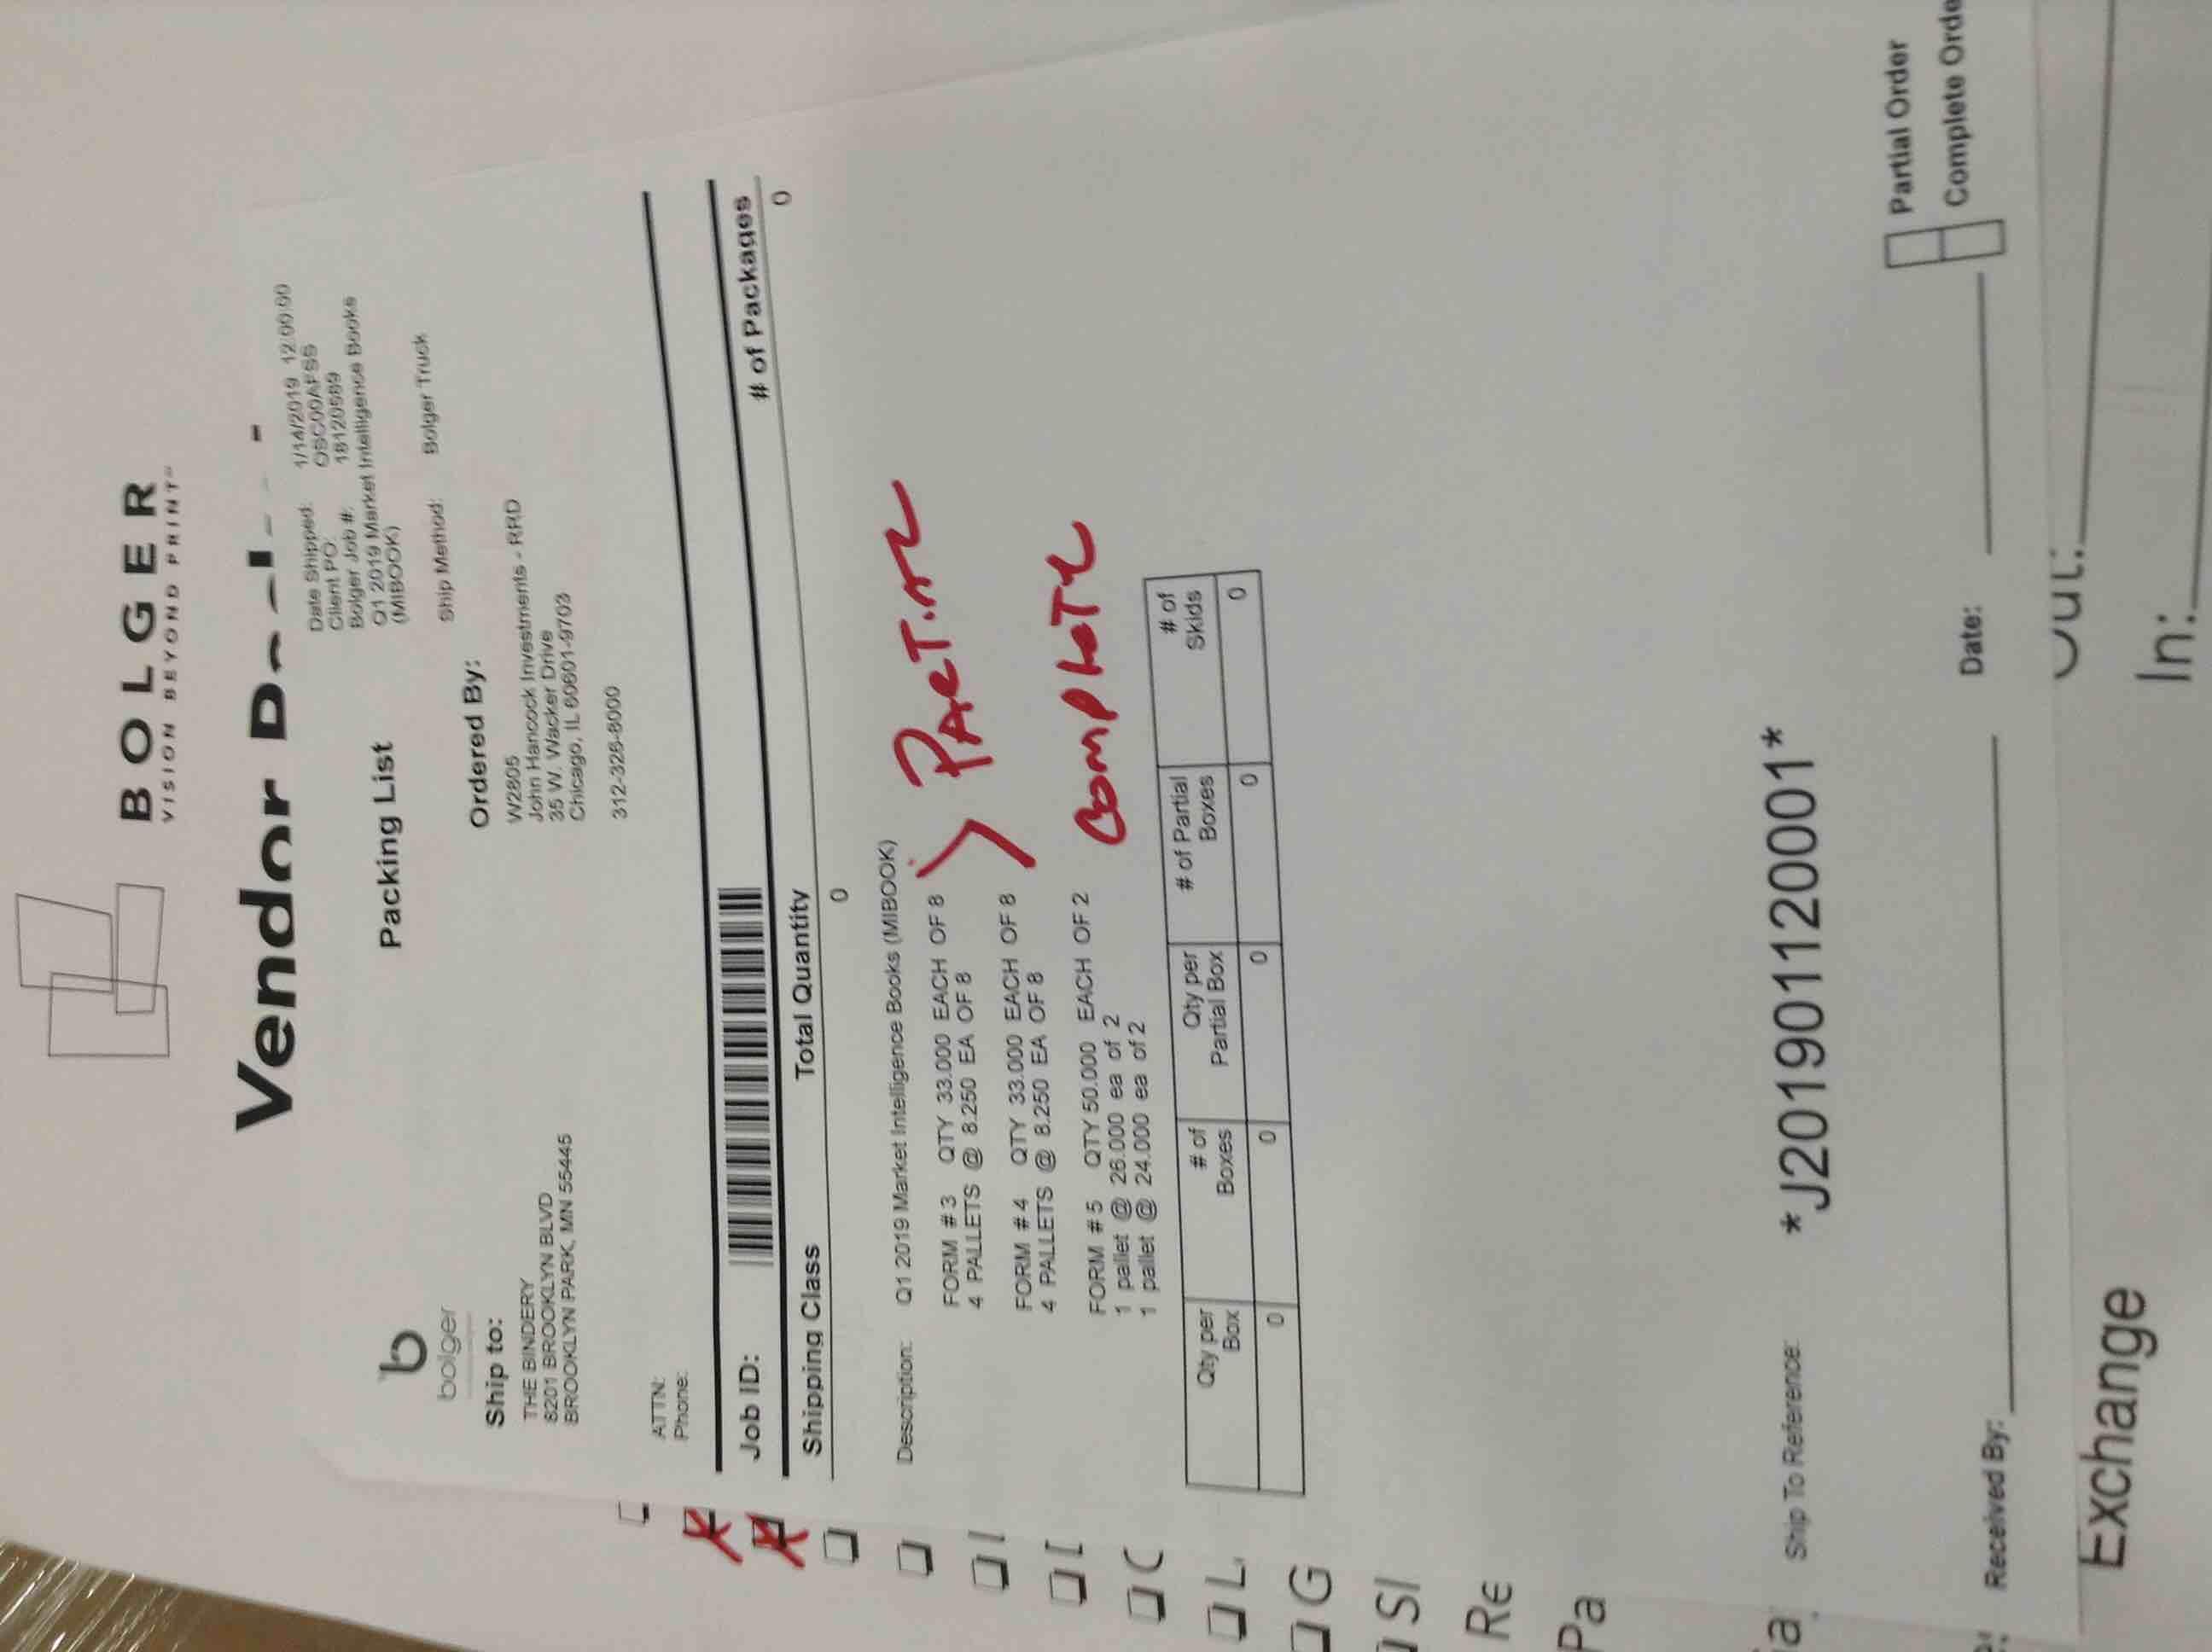 BOLGER
VISION BEYOND PRINT
Vendor
bolger
Packing List
Date Shipped: 1/14/2019 12:00:00
Client PO:
Bolger Job #: 18120589
Q1 2019 Market Intelligence Books
(MIBOOK)
Ship Method: Bolger Truck
Ship to:
THE BINDERY
8201 BROOKLYN BLVD
BROOKLYN PARK, MN 55445
Ordered By:
W2805
John Hancock Investments - RRD
35 W. Wacker Drive
Chicago, IL 60601-9703
312-326-8000
ATTN:
Phone:
Job ID:
Shipping Class Total Quantity # of Packages
0 0
Description: Q1 2019 Market Intelligence Books (MIBOOK)
FORM #3 QTY 33.000 EACH OF 8
4 PALLETS @ 8.250 EA OF 8
> PARTIAL
FORM #4 QTY 33.000 EACH OF 8
4 PALLETS @ 8.250 EA OF 8
FORM #5 QTY 50.000 EACH OF 2
COMPLETE
1 pallet @ 26.000 ea of 2
1 pallet @ 24.000 ea of 2
Qty per Box # of Boxes Qty per Partial Box # of Partial Boxes # of Skids
0 0 0 0 0
Ship To Reference: *J201901120001*
Received By: Date:
Partial Order
Complete Orde
Exchange
Out:
In: